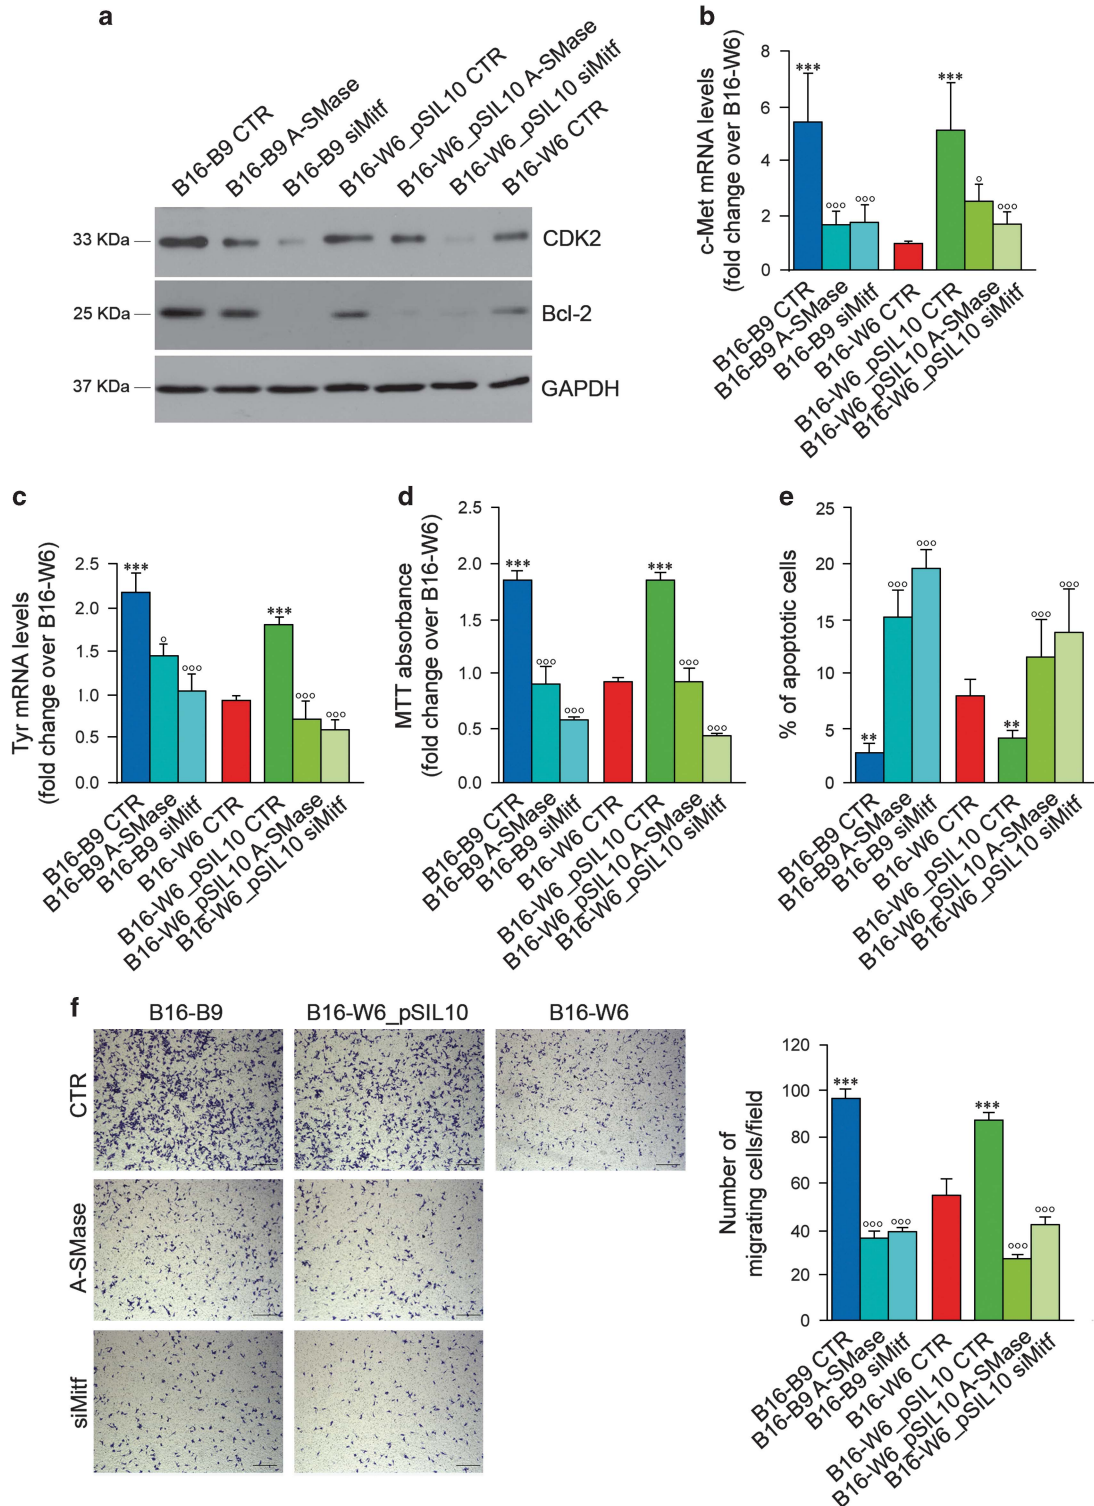 a
B16-B9 CTR
B16-B9 A-SMase
B16-B9 siMitf
B16-W6_pSIL10 CTR
B16-W6_pSIL10 A-SMase
B16-W6_pSIL10 siMitf
B16-W6 CTR
33 KDa
CDK2
25 KDa
Bcl-2
37 KDa
GAPDH
b
c-Met mRNA levels
(fold change over B16-W6)
8
6
4
2
0
***
°°°
°°°
***
°
°°°
B16-B9 CTR
B16-B9 A-SMase
B16-B9 siMitf
B16-W6 CTR
B16-W6_pSIL10 CTR
B16-W6_pSIL10 A-SMase
B16-W6_pSIL10 siMitf
c
Tyr mRNA levels
(fold change over B16-W6)
2.5
2.0
1.5
1.0
0.5
0.0
***
°
°°°
***
°°°
°°°
B16-B9 CTR
B16-B9 A-SMase
B16-B9 siMitf
B16-W6 CTR
B16-W6_pSIL10 CTR
B16-W6_pSIL10 A-SMase
B16-W6_pSIL10 siMitf
d
MTT absorbance
(fold change over B16-W6)
2.5
2.0
1.5
1.0
0.5
0.0
***
°°°
°°°
***
°°°
°°°
B16-B9 CTR
B16-B9 A-SMase
B16-B9 siMitf
B16-W6 CTR
B16-W6_pSIL10 CTR
B16-W6_pSIL10 A-SMase
B16-W6_pSIL10 siMitf
e
% of apoptotic cells
25
20
15
10
5
0
**
°°°
°°°
**
°°°
°°°
B16-B9 CTR
B16-B9 A-SMase
B16-B9 siMitf
B16-W6 CTR
B16-W6_pSIL10 CTR
B16-W6_pSIL10 A-SMase
B16-W6_pSIL10 siMitf
f
B16-B9
B16-W6_pSIL10
B16-W6
CTR
A-SMase
siMitf
Number of
migrating cells/field
120
100
80
60
40
20
0
***
°°°
°°°
***
°°°
°°°
B16-B9 CTR
B16-B9 A-SMase
B16-B9 siMitf
B16-W6 CTR
B16-W6_pSIL10 CTR
B16-W6_pSIL10 A-SMase
B16-W6_pSIL10 siMitf